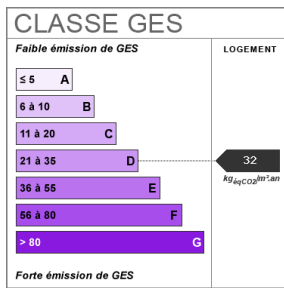 CLASSE GES
Faible émission de GES
LOGEMENT
≤ 5 A
6 à 10 B
11 à 20 C
21 à 35 D
32
kgéqCO2/m².an
36 à 55 E
56 à 80 F
> 80 G
Forte émission de GES